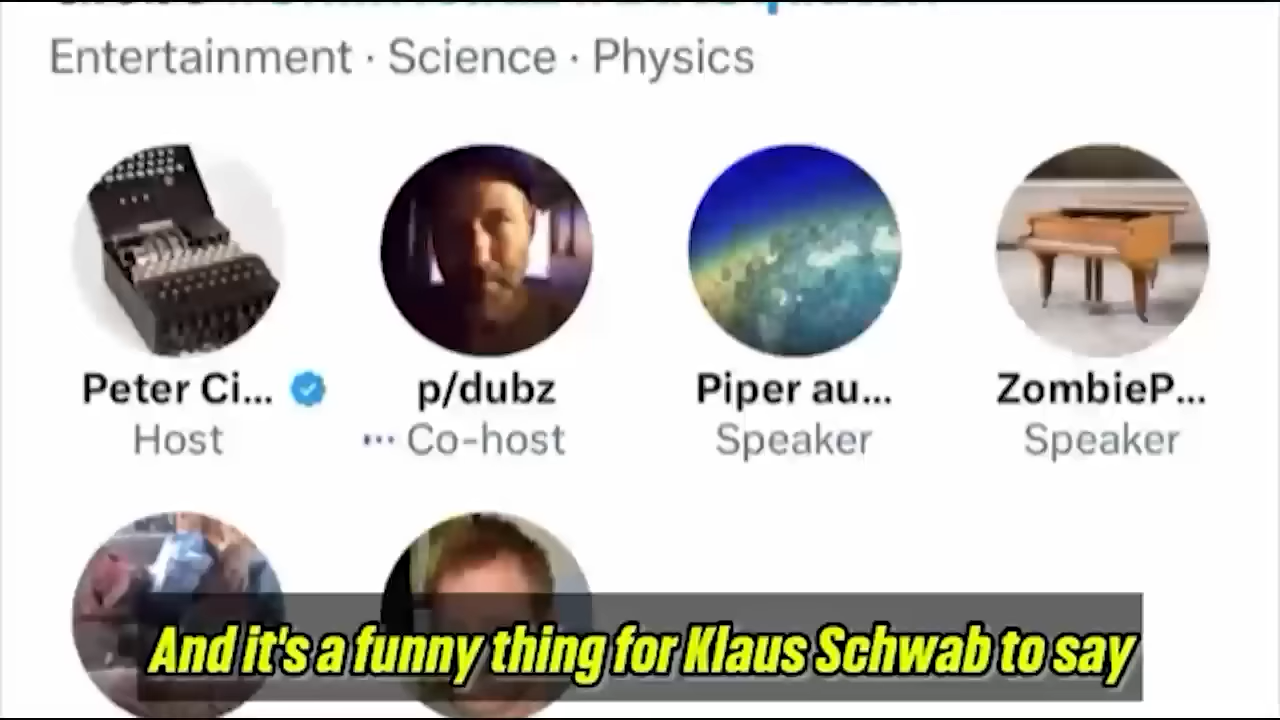 Entertainment · Science · Physics
Peter Ci... p/dubz Piper au... ZombieP...
Host ··· Co-host Speaker Speaker
And it's a funny thing for Klaus Schwab to say